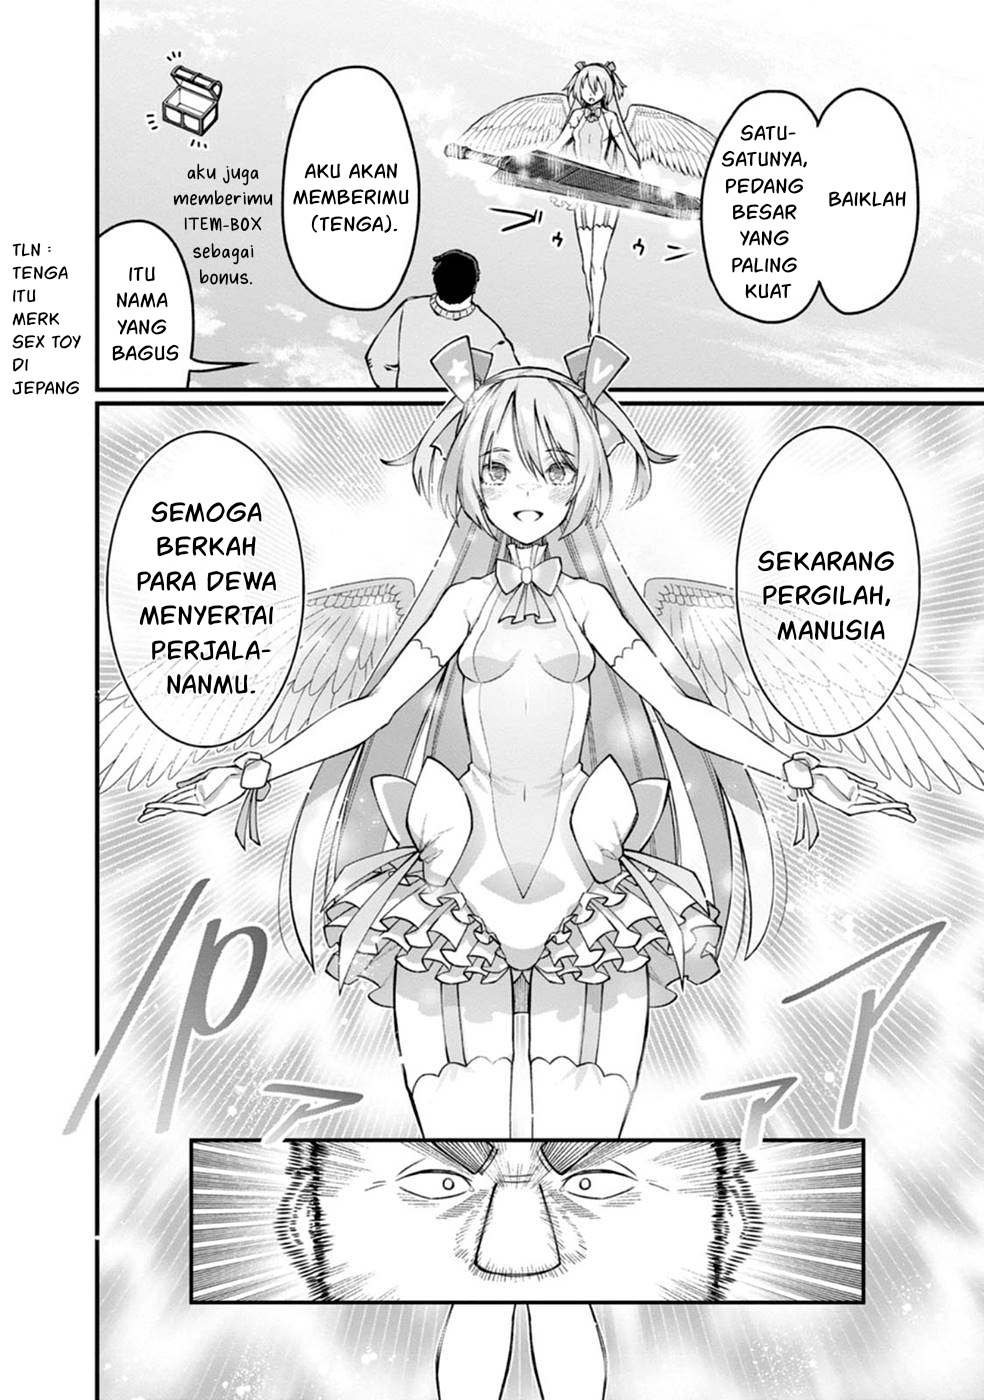 BAIKLAH
SATU-
SATUNYA,
PEDANG
BESAR
YANG
PALING
KUAT
AKU AKAN
MEMBERIMU
(TENGA).
aku juga
memberimu
ITEM-BOX
sebagai
bonus.
ITU
NAMA
YANG
BAGUS
TLN :
TENGA
ITU
MERK
SEX TOY
DI
JEPANG
SEKARANG
PERGILAH,
MANUSIA
SEMOGA
BERKAH
PARA DEWA
MENYERTAI
PERJALA-
NANMU.